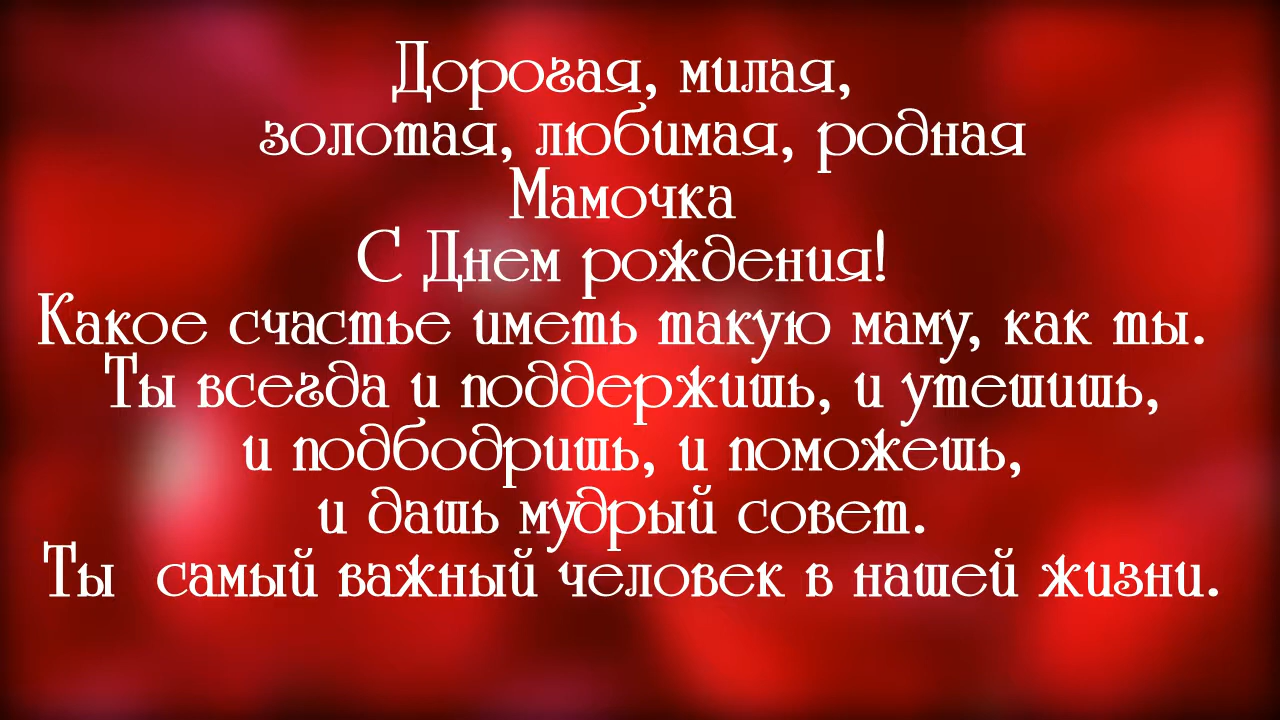 Дорогая, милая,
золотая, любимая, родная
Мамочка
С Днем рождения!
Какое счастье иметь такую маму, как ты.
Ты всегда и поддержишь, и утешишь,
и подбодришь, и поможешь,
и дашь мудрый совет.
Ты  самый важный человек в нашей жизни.